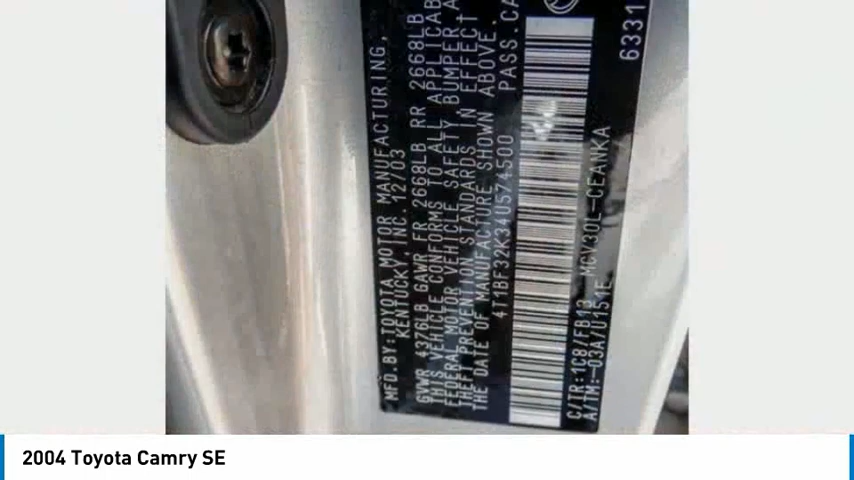 MFD.BY:TOYOTA MOTOR MANUFACTURING,
KENTUCKY, INC. 12/03
GVWR 4376LB GAWR FR 2668LB RR 2668LB
THIS VEHICLE CONFORMS TO ALL APPLICAB
FEDERAL MOTOR VEHICLE SAFETY, BUMPER,A
THEFT PREVENTION STANDARDS IN EFFECT
THE DATE OF MANUFACTURE SHOWN ABOVE.
4T1BF32K34U574500 PASS.CA
C/TR:1C8/FB13 MCV30L-CEANKA
A/TM:-03A/U151E
6331
2004 Toyota Camry SE